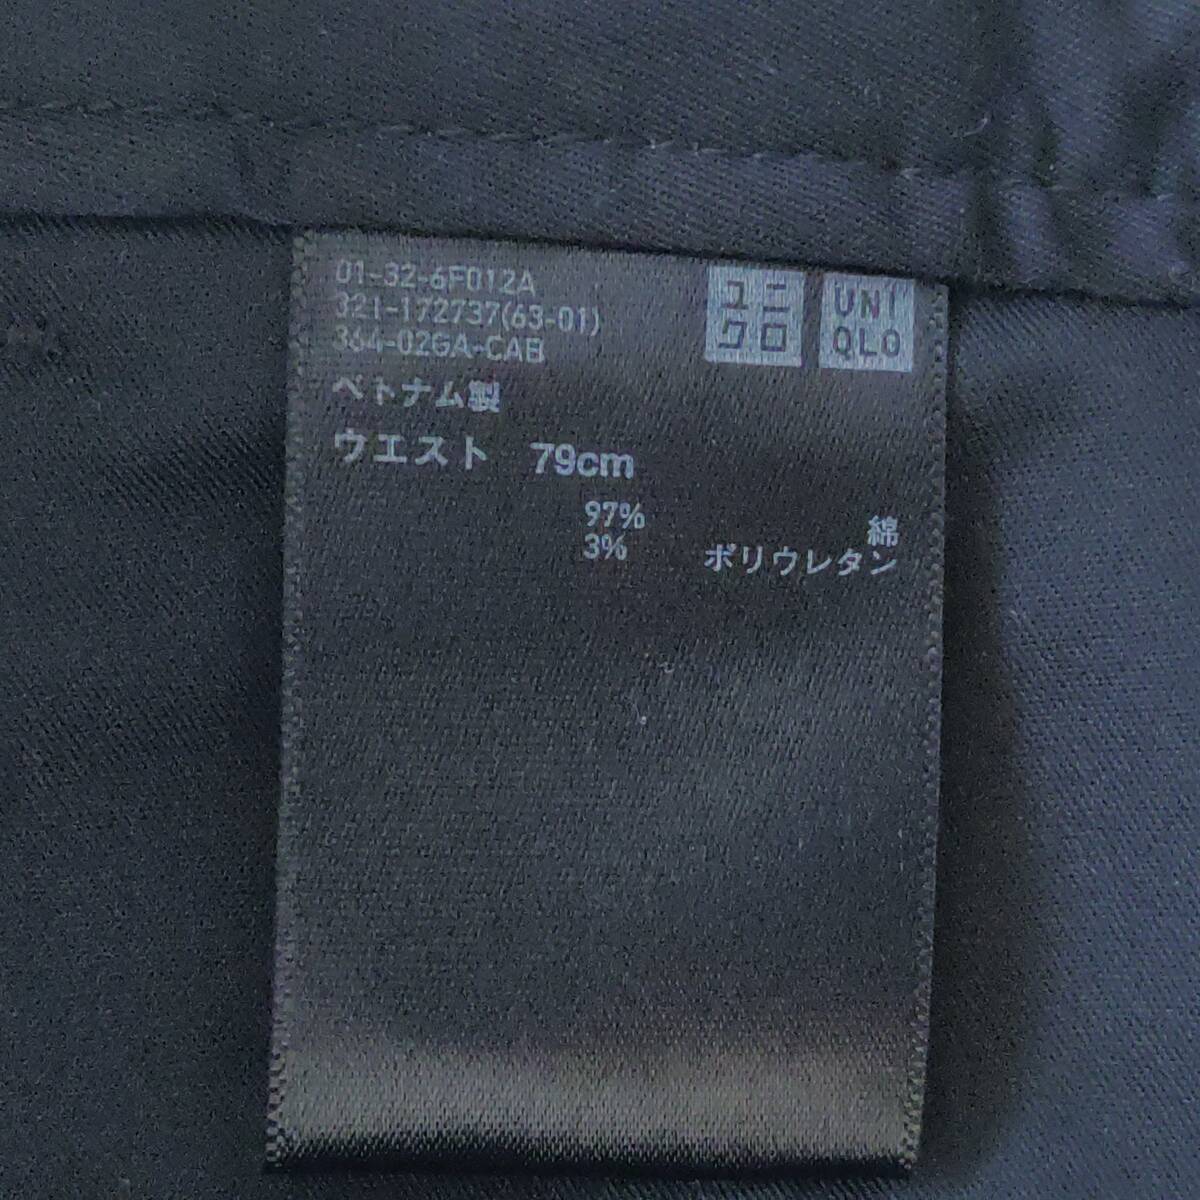 01-32-6F012A
321-172737(63-01)
364-02GA-CAB
ユニ
クロ
UNI
QLO
ベトナム製
ウエスト 79cm
97% 綿
3% ポリウレタン